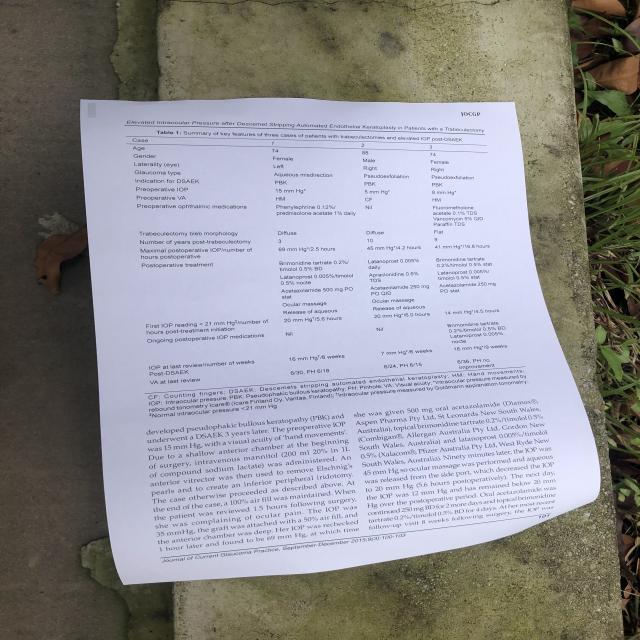 JOCGP
Elevated Intraocular Pressure after Descemet Stripping Automated Endothelial Keratoplasty in Patients with a Trabeculectomy
Table 1: Summary of key features of three cases of patients with trabeculectomies and elevated IOP post-DSAEK
Case 1 2 3
Age 74 88 74
Gender Female Male Female
Laterality (eye) Left Right Right
Glaucoma type Aqueous misdirection Pseudoexfoliation Pseudoexfoliation
Indication for DSAEK PBK PBK PBK
Preoperative IOP 15 mm Hg 5 mm Hg 8 mm Hg
Preoperative VA HM CF HM
Preoperative ophthalmic medications Phenylephrine 0.12%/ Nil Fluorometholone
prednisolone acetate 1% daily acetate 0.1% TDS
Vancomycin 5% QID
Paraffin TDS
Trabeculectomy bleb morphology Diffuse Diffuse Flat
Number of years post-trabeculectomy 3 10 9
Maximal postoperative IOP/number of 69 mm Hg /2.5 hours 45 mm Hg /4.2 hours 41 mm Hg /16.8 hours
hours postoperative
Postoperative treatment Brimonidine tartrate 0.2%/ Latanoprost 0.005% Brimonidine tartrate
timolol 0.5% BD daily 0.2%/timolol 0.5% stat
Latanoprost 0.005%/timolol Apraclonidine 0.5% Latanoprost 0.005%/
0.5% nocte TDS timolol 0.5% stat
Acetazolamide 500 mg PO Acetazolamide 250 mg Acetazolamide 250 mg
stat PO QID PO stat
Ocular massage Ocular massage
Release of aqueous Release of aqueous
First IOP reading < 21 mm Hg/number of 20 mm Hg /5.6 hours 20 mm Hg /6.0 hours 14 mm Hg /4.5 hours
hours post-treatment initiation
Ongoing postoperative IOP medications Nil Nil Brimonidine tartrate
0.2%/timolol 0.5% BD
Latanoprost 0.005%
nocte
IOP at last review/number of weeks 16 mm Hg /8 weeks 7 mm Hg /6 weeks 16 mm Hg weeks
Post-DSAEK
VA at last review 6/30, PH 6/18 6/24, PH 6/15 6/36, PH no
improvement
CF: Counting fingers; DSAEK: Descemets stripping automated endothelial keratoplasty; HM: Hand movements;
IOP: Intraocular pressure; PBK: Pseudophakic bullous keratopathy; PH: Pinhole; VA: Visual acuity; Intraocular pressure measured by
rebound tonometry (Icare Finland Oy, Vantaa, Finland); Intraocular pressure measured by Goldmann applanation tonometry.
Normal intraocular pressure <21 mm Hg
developed pseudophakic bullous keratopathy (PBK) and
underwent a DSAEK 3 years later. The preoperative IOP
was 15 mm Hg, with a visual acuity of 'hand movements'.
Due to a shallow anterior chamber at the beginning
of surgery, intravenous mannitol (200 ml 20% in 1l
of compound sodium lactate) was administered. An
anterior vitrector was then used to remove Elschnig's
pearls and to create an inferior peripheral iridotomy.
The case otherwise proceeded as described above. At
the end of the case, a 100% air fill was maintained. When
the patient was reviewed 1.5 hours following surgery,
she was complaining of ocular pain. The IOP was
35 mmHg, the graft was attached with a 50% air fill, and
the anterior chamber was deep. Her IOP was rechecked
1 hour later and found to be 69 mm Hg, at which time
she was given 500 mg, oral acetazolamide (Diamox®,
Aspen Pharma Pty Ltd, St Leonards New South Wales,
Australia), topical brimonidine tartrate 0.2%/timolol 0.5%
(Combigan®, Allergan Australia Pty Ltd, Gordon New
South Wales, Australia) and latanoprost 0.005%/timolol
0.5% (Xalacom®, Pfizer Australia Pty Ltd, West Ryde New
South Wales, Australia). Ninety minutes later, the IOP was
45 mm Hg so ocular massage was performed and aqueous
was released from the side port, which decreased the IOP
to 20 mm Hg (5.6 hours postoperatively). The next day,
the IOP was 12 mm Hg and remained below 20 mm
Hg over the postoperative period. Oral acetazolamide was
continued 250 mg BD for 2 more days and topical brimonidine
tartrate 0.2%/timolol 0.5% BD for 4 days. At her most recent
follow-up visit 8 weeks following surgery, the IOP was
Journal of Current Glaucoma Practice, September-December 2015;9(3):100-103